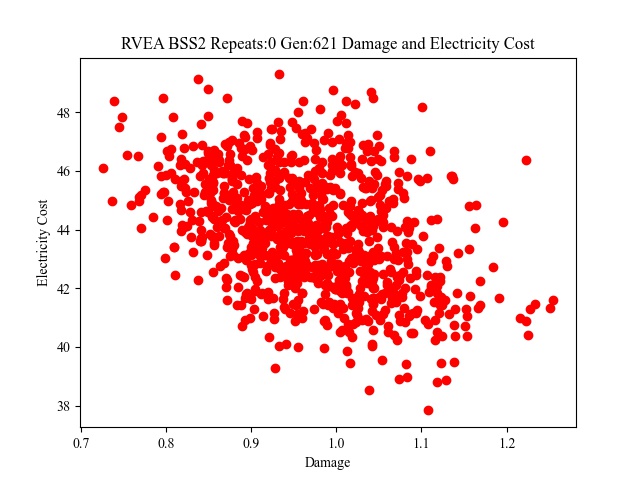 RVEA BSS2 Repeats:0 Gen:621 Damage and Electricity Cost
48
46
44
42
40
38
Electricity Cost
0.7 0.8 0.9 1.0 1.1 1.2
Damage